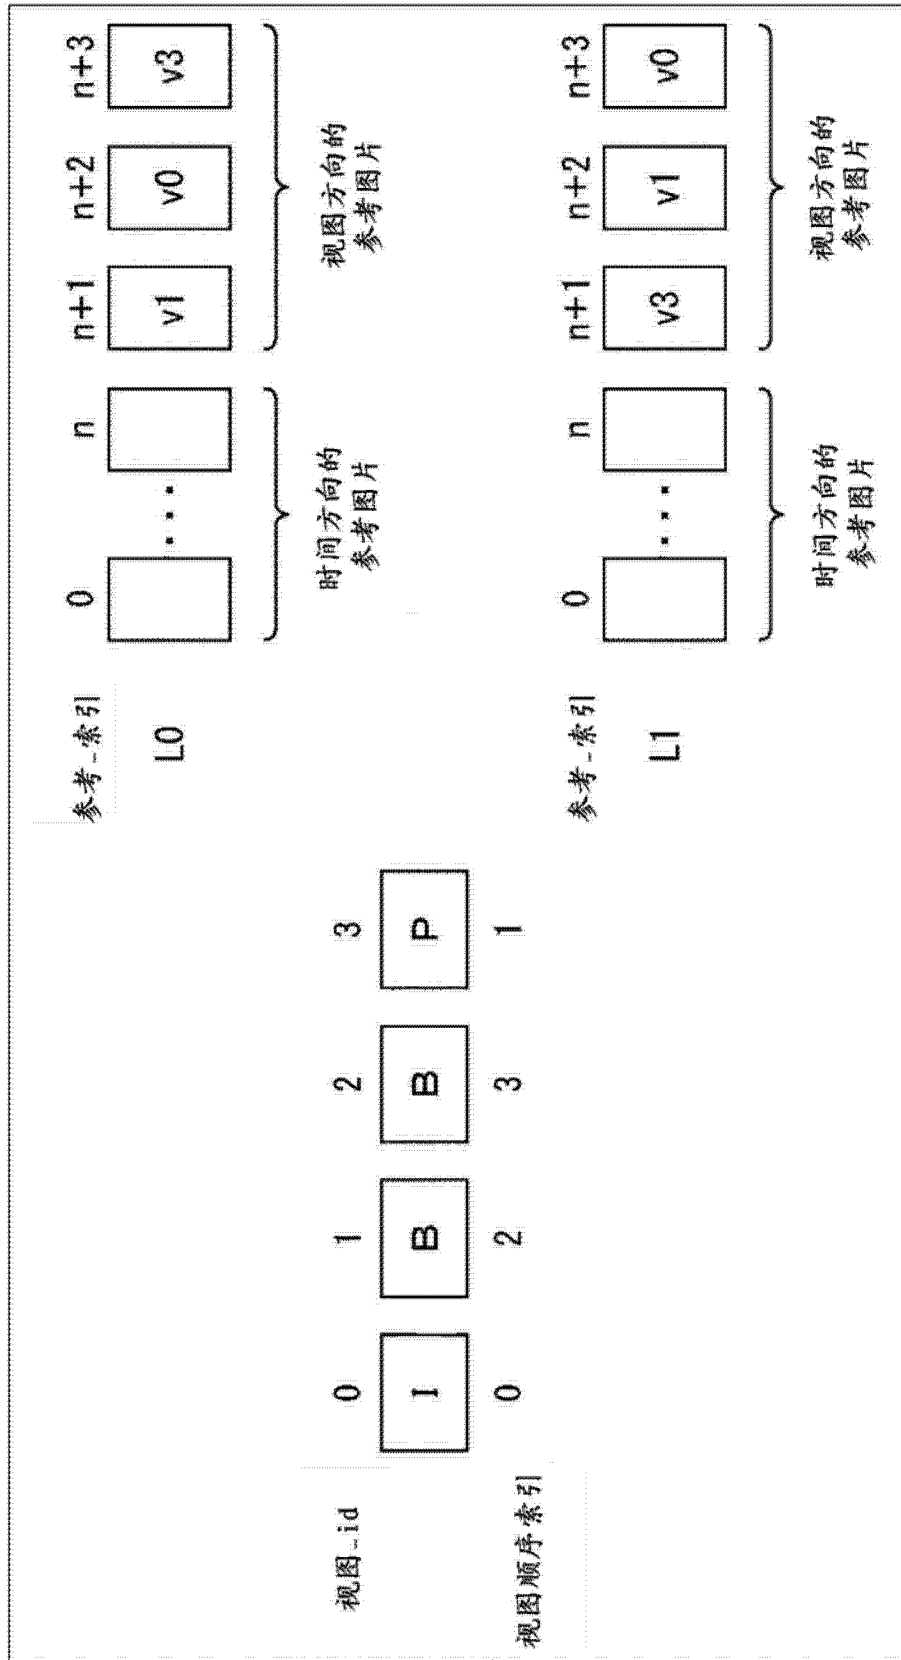 视图_id 0 1 2 3
I B B P
视图顺序索引 0 2 3 1
参考_索引 0 n n+1 n+2 n+3
L0 ... v1 v0 v3
时间方向的
参考图片
视图方向的
参考图片
参考_索引 0 n n+1 n+2 n+3
L1 ... v3 v1 v0
时间方向的
参考图片
视图方向的
参考图片